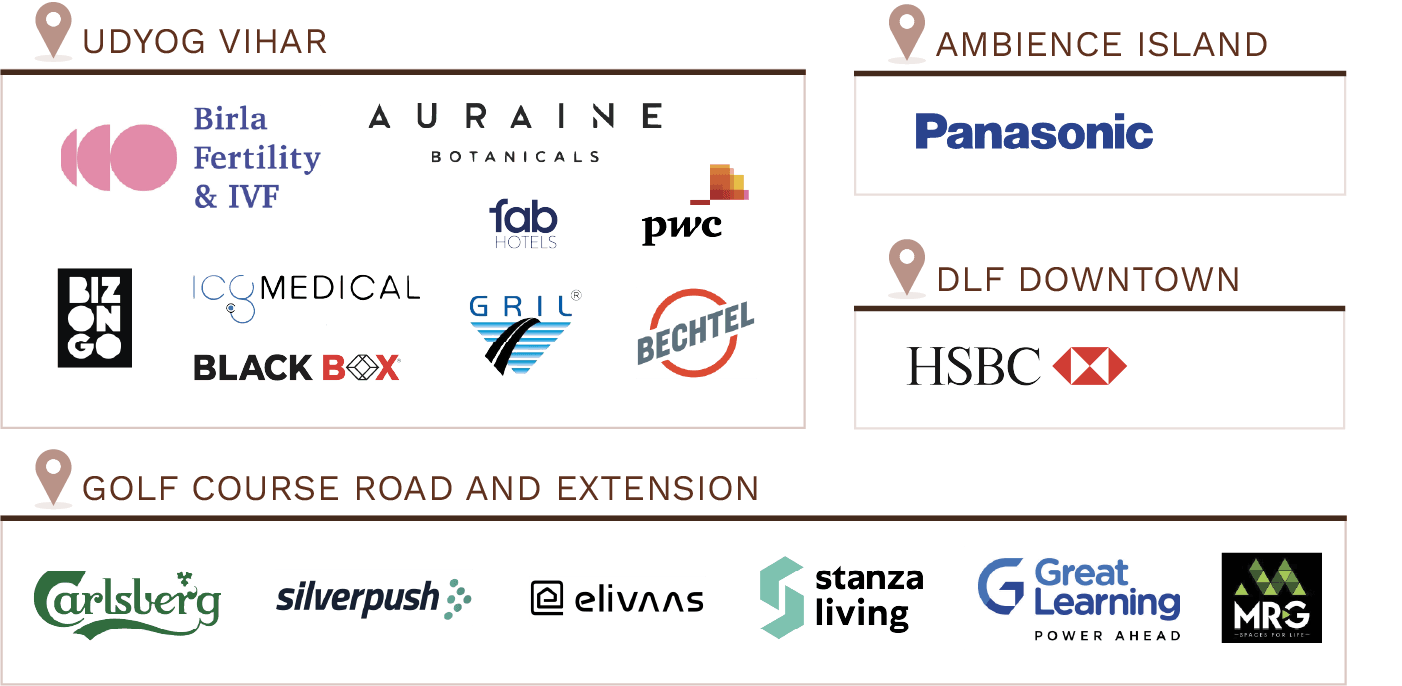 UDYOG VIHAR
Birla
Fertility
& IVF
AURAINE
BOTANICALS
fab
HOTELS
pwc
BIZ
ON
GO
ICG MEDICAL
BLACK BOX
GRIL®
BECHTEL
AMBIENCE ISLAND
Panasonic
DLF DOWNTOWN
HSBC
GOLF COURSE ROAD AND EXTENSION
Carlsberg
silverpush
elivaas
stanza
living
Great
Learning
POWER AHEAD
MRG
SPACES FOR LIFE